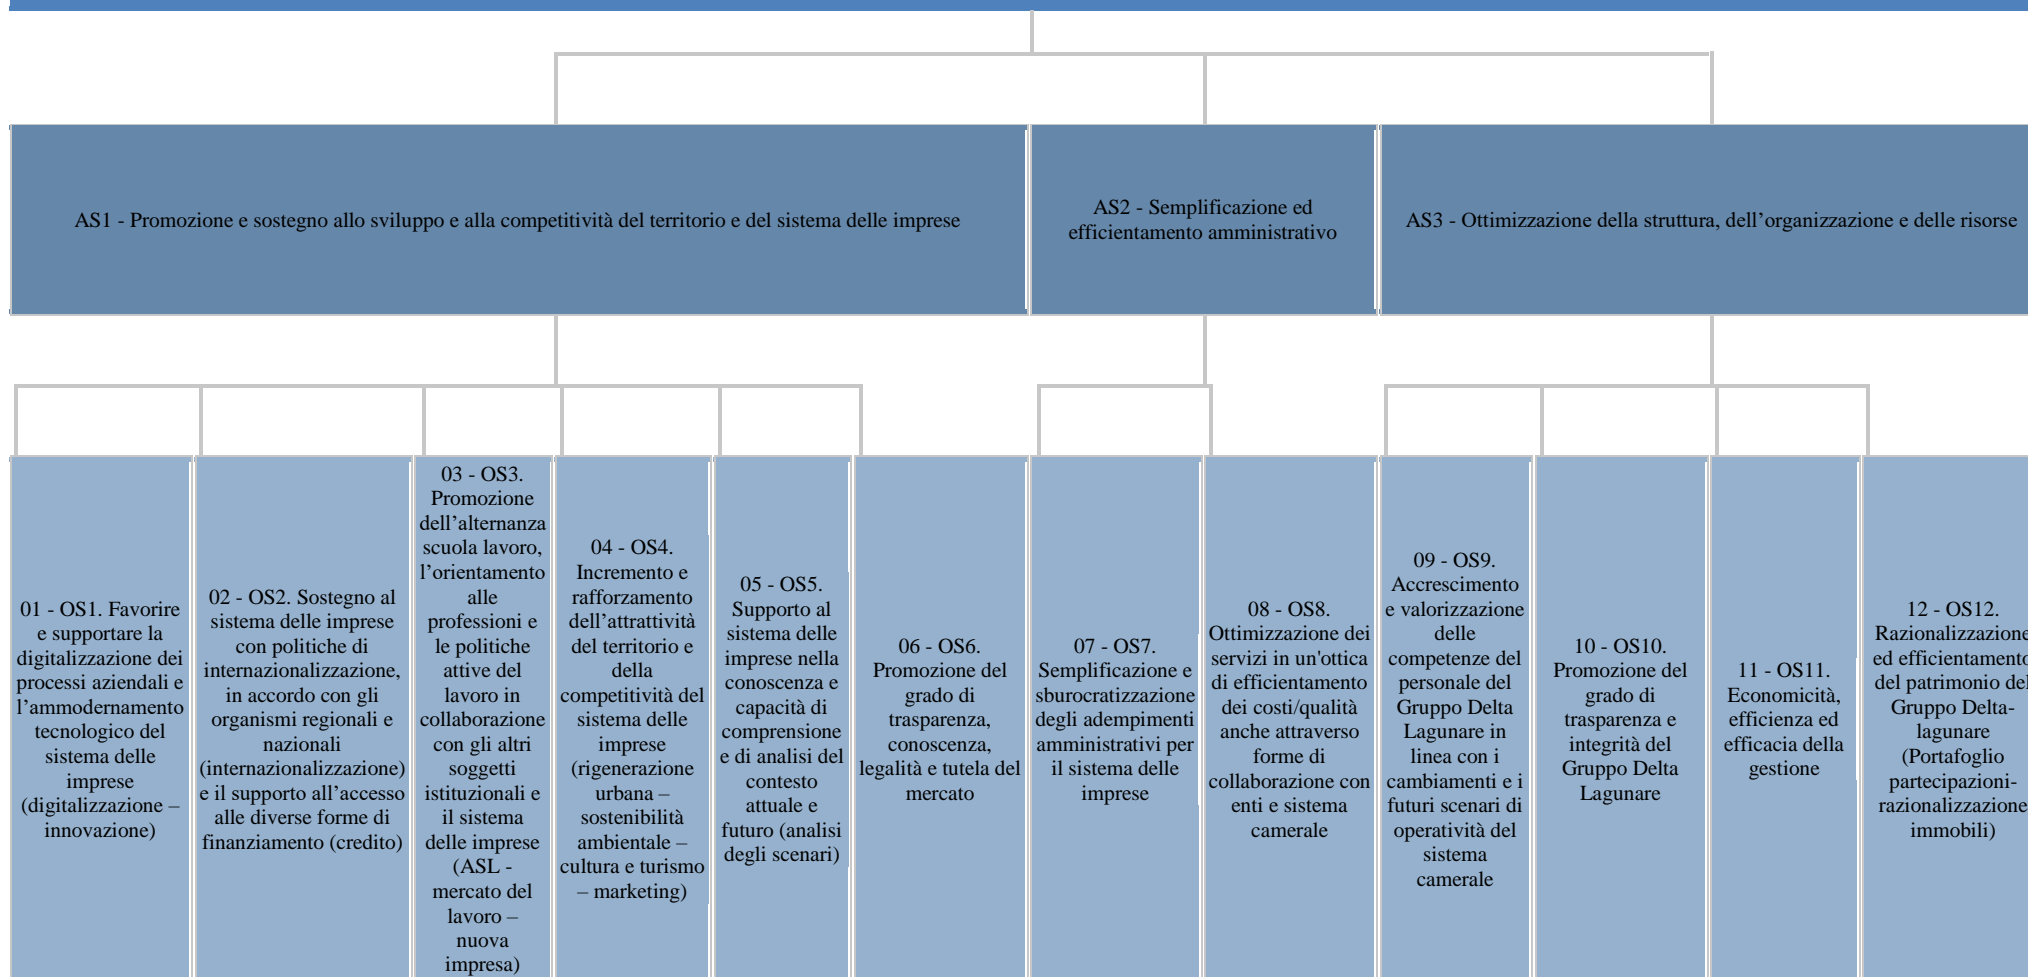 AS1 - Promozione e sostegno allo sviluppo e alla competitività del territorio e del sistema delle imprese
AS2 - Semplificazione ed
efficientamento amministrativo
AS3 - Ottimizzazione della struttura, dell’organizzazione e delle risorse
01 - OS1. Favorire
e supportare la
digitalizzazione dei
processi aziendali e
l’ammodernamento
tecnologico del
sistema delle
imprese
(digitalizzazione –
innovazione)
02 - OS2. Sostegno al
sistema delle imprese
con politiche di
internazionalizzazione,
in accordo con gli
organismi regionali e
nazionali
(internazionalizzazione)
e il supporto all’accesso
alle diverse forme di
finanziamento (credito)
03 - OS3.
Promozione
dell’alternanza
scuola lavoro,
l’orientamento
alle
professioni e
le politiche
attive del
lavoro in
collaborazione
con gli altri
soggetti
istituzionali e
il sistema
delle imprese
(ASL -
mercato del
lavoro –
nuova
impresa)
04 - OS4.
Incremento e
rafforzamento
dell’attrattività
del territorio e
della
competitività del
sistema delle
imprese
(rigenerazione
urbana –
sostenibilità
ambientale –
cultura e turismo
– marketing)
05 - OS5.
Supporto al
sistema delle
imprese nella
conoscenza e
capacità di
comprensione
e di analisi del
contesto
attuale e
futuro (analisi
degli scenari)
06 - OS6.
Promozione del
grado di
trasparenza,
conoscenza,
legalità e tutela del
mercato
07 - OS7.
Semplificazione e
sburocratizzazione
degli adempimenti
amministrativi per
il sistema delle
imprese
08 - OS8.
Ottimizzazione dei
servizi in un'ottica
di efficientamento
dei costi/qualità
anche attraverso
forme di
collaborazione con
enti e sistema
camerale
09 - OS9.
Accrescimento
e valorizzazione
delle
competenze del
personale del
Gruppo Delta
Lagunare in
linea con i
cambiamenti e i
futuri scenari di
operatività del
sistema
camerale
10 - OS10.
Promozione del
grado di
trasparenza e
integrità del
Gruppo Delta
Lagunare
11 - OS11.
Economicità,
efficienza ed
efficacia della
gestione
12 - OS12.
Razionalizzazione
ed efficientamento
del patrimonio del
Gruppo Delta-
lagunare
(Portafoglio
partecipazioni-
razionalizzazione
immobili)